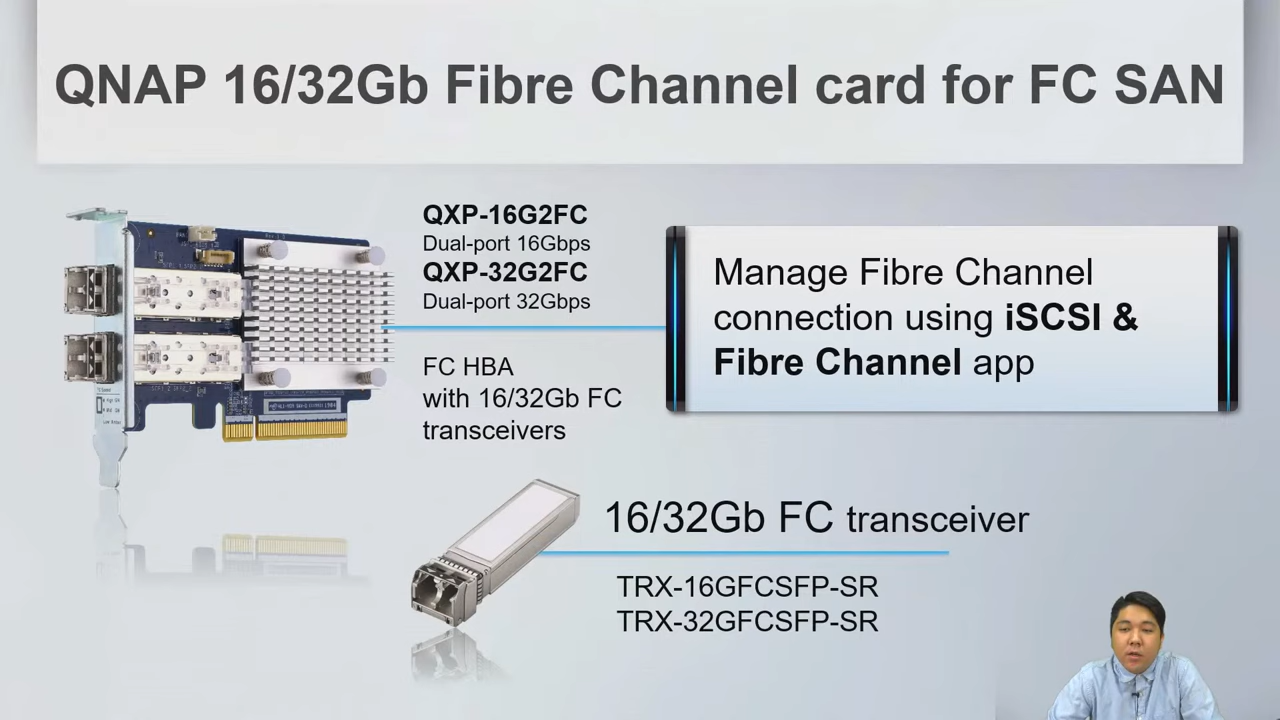 QNAP 16/32Gb Fibre Channel card for FC SAN
QXP-16G2FC
Dual-port 16Gbps
QXP-32G2FC
Dual-port 32Gbps
FC HBA
with 16/32Gb FC
transceivers
Manage Fibre Channel
connection using iSCSI &
Fibre Channel app
16/32Gb FC transceiver
TRX-16GFCSFP-SR
TRX-32GFCSFP-SR